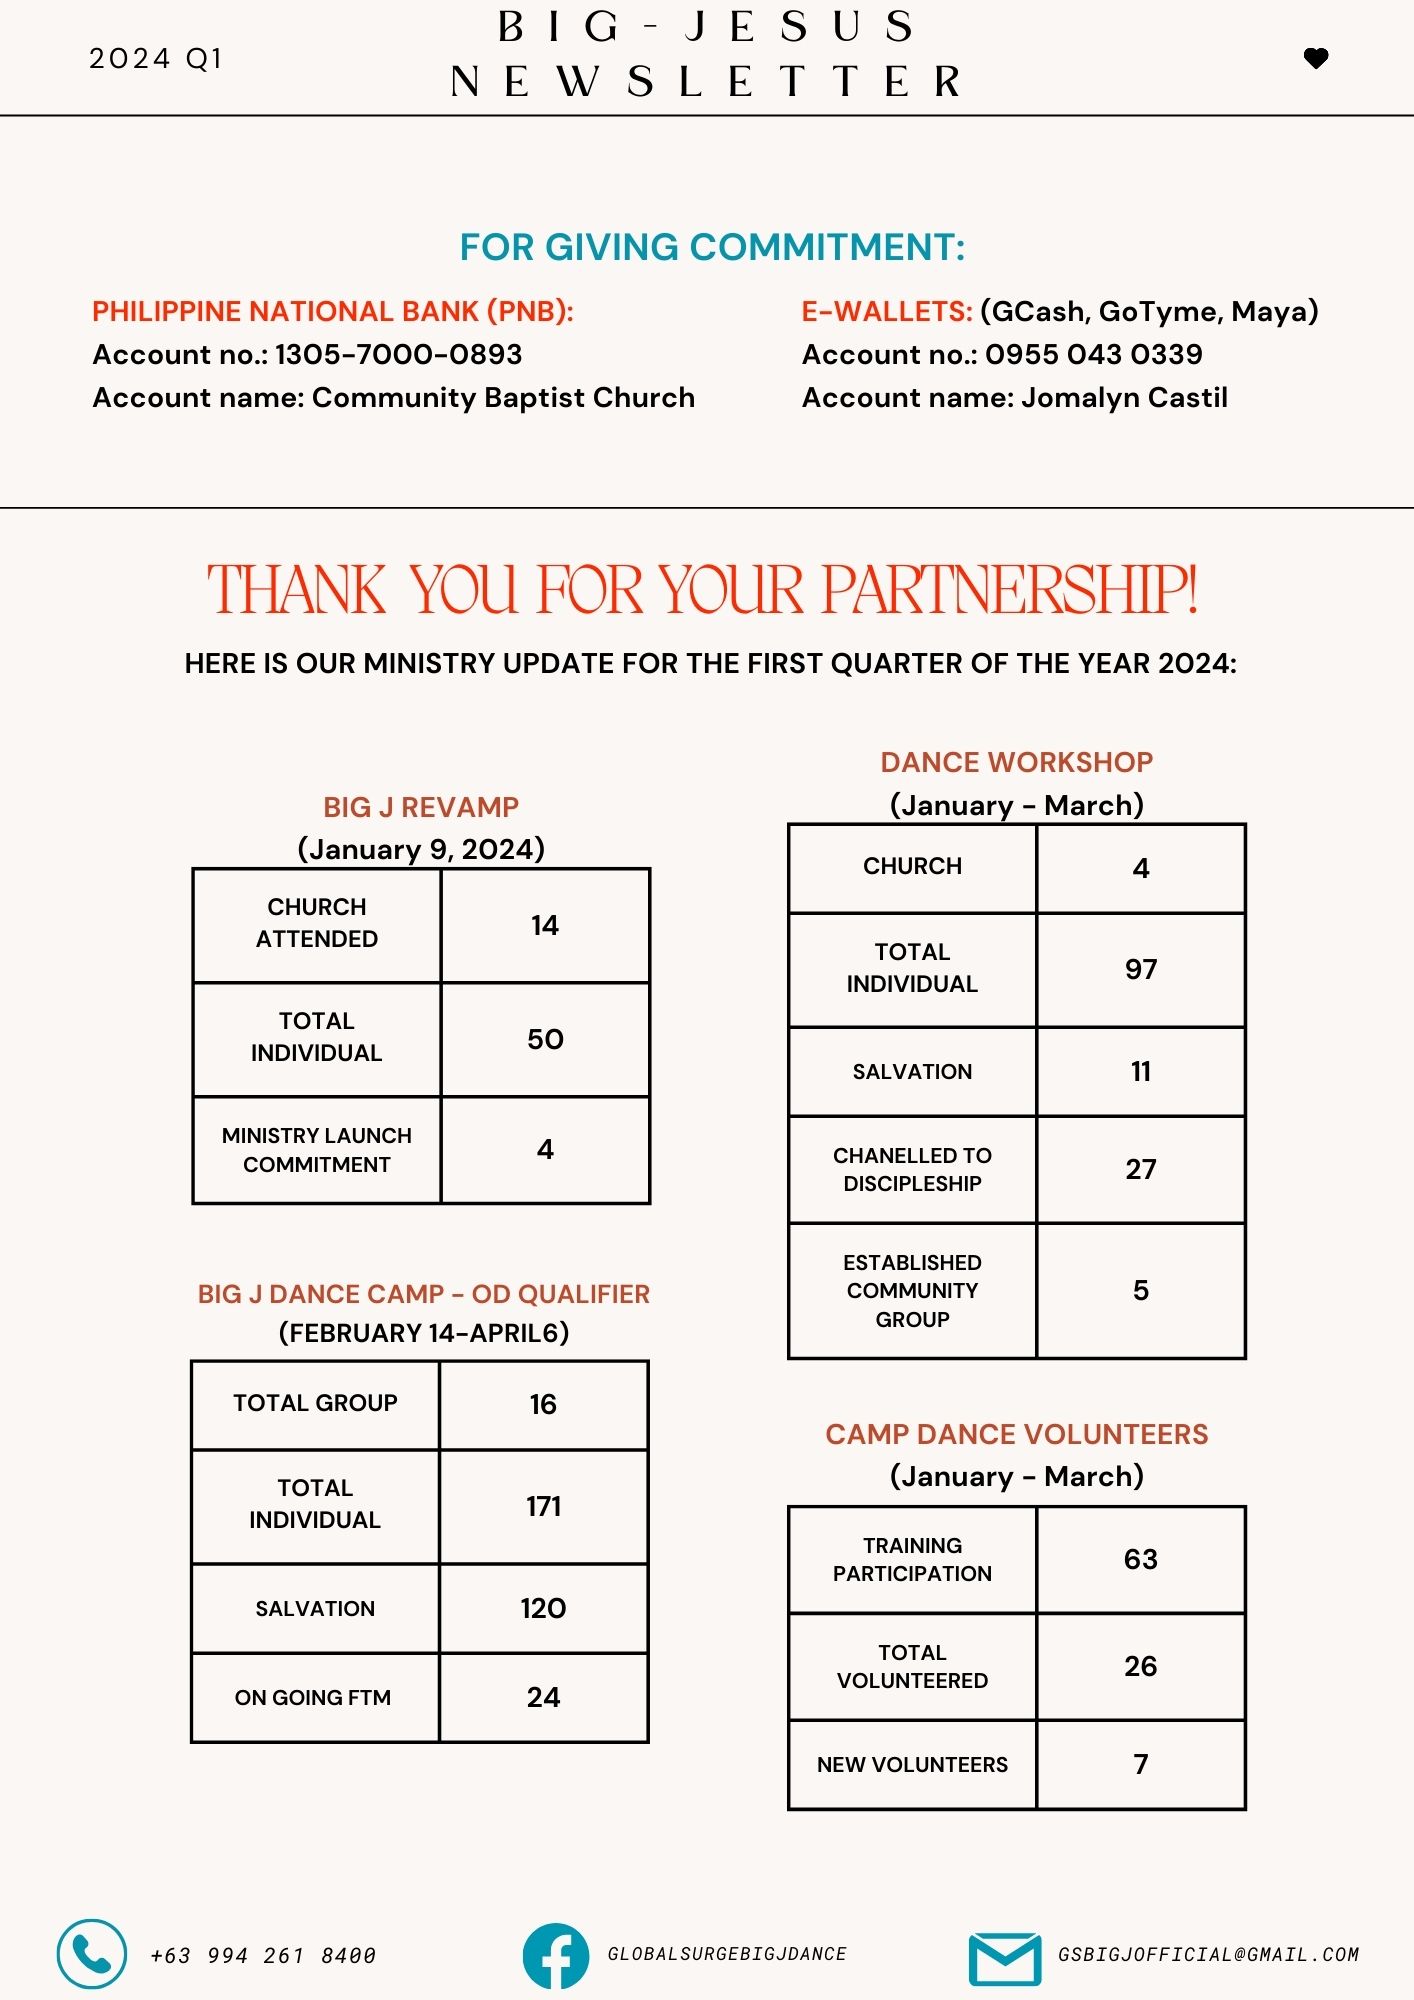 2024 Q1
BIG-JESUS
NEWSLETTER
FOR GIVING COMMITMENT:
PHILIPPINE NATIONAL BANK (PNB):
Account no.: 1305-7000-0893
Account name: Community Baptist Church
E-WALLETS: (GCash, GoTyme, Maya)
Account no.: 0955 043 0339
Account name: Jomalyn Castil
THANK YOU FOR YOUR PARTNERSHIP!
HERE IS OUR MINISTRY UPDATE FOR THE FIRST QUARTER OF THE YEAR 2024:
BIG J REVAMP
(January 9, 2024)
CHURCH
ATTENDED
14
TOTAL
INDIVIDUAL
50
MINISTRY LAUNCH
COMMITMENT
4
BIG J DANCE CAMP - OD QUALIFIER
(FEBRUARY 14-APRIL6)
TOTAL GROUP
16
TOTAL
INDIVIDUAL
171
SALVATION
120
ON GOING FTM
24
DANCE WORKSHOP
(January - March)
CHURCH
4
TOTAL
INDIVIDUAL
97
SALVATION
11
CHANELLED TO
DISCIPLESHIP
27
ESTABLISHED
COMMUNITY
GROUP
5
CAMP DANCE VOLUNTEERS
(January - March)
TRAINING
PARTICIPATION
63
TOTAL
VOLUNTEERED
26
NEW VOLUNTEERS
7
+63 994 261 8400
GLOBALSURGEBIGJDANCE
GSBIGJOFFICIAL@GMAIL.COM